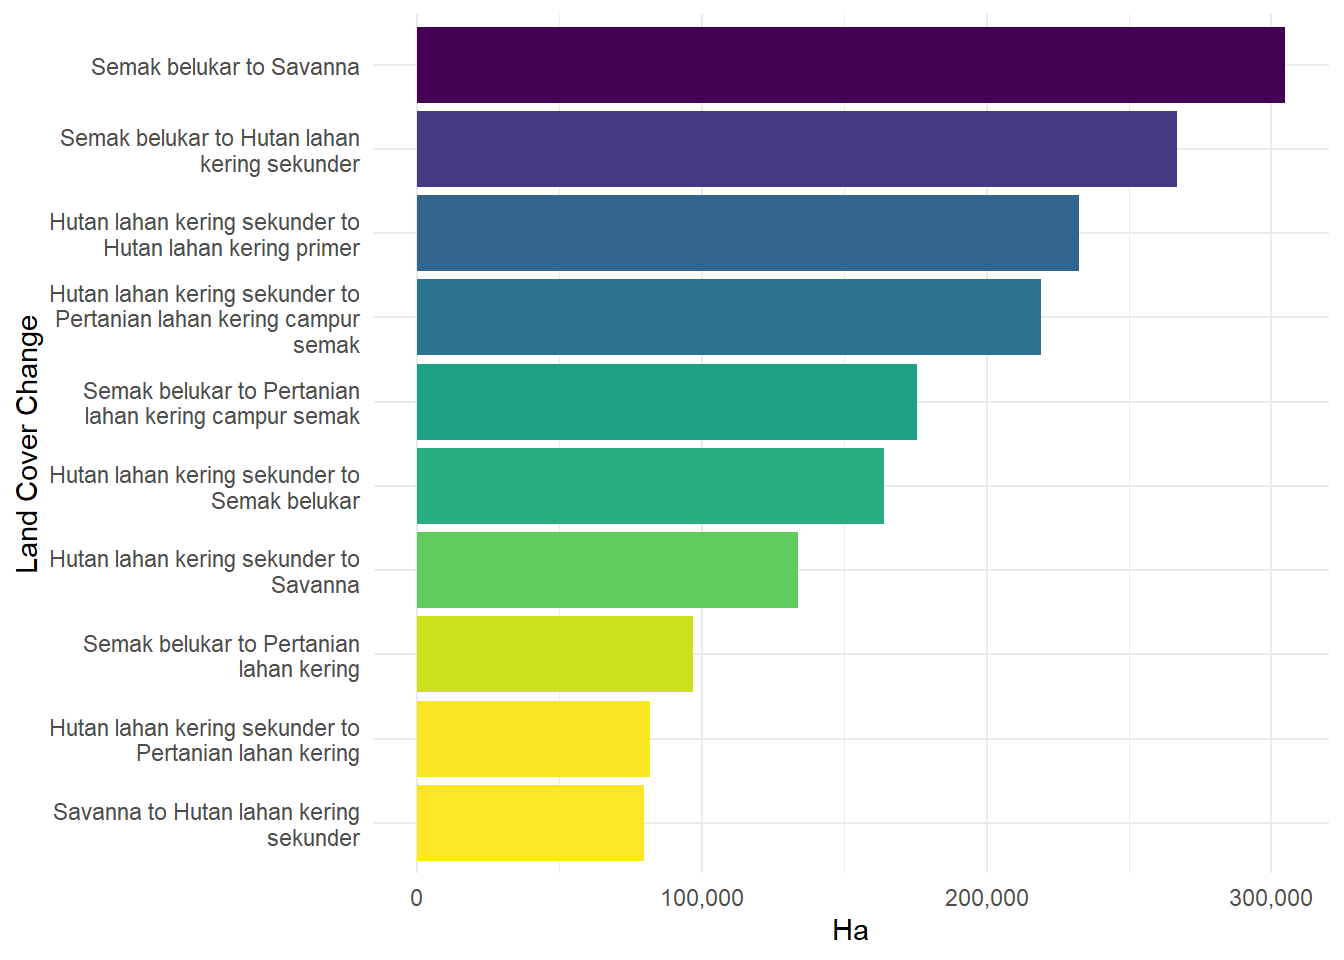 Semak belukar to Savanna
Semak belukar to Hutan lahan
kering sekunder
Hutan lahan kering sekunder to
Hutan lahan kering primer
Hutan lahan kering sekunder to
Pertanian lahan kering campur
semak
Semak belukar to Pertanian
lahan kering campur semak
Hutan lahan kering sekunder to
Semak belukar
Hutan lahan kering sekunder to
Savanna
Semak belukar to Pertanian
lahan kering
Hutan lahan kering sekunder to
Pertanian lahan kering
Savanna to Hutan lahan kering
sekunder
Land Cover Change
0 100,000 200,000 300,000
Ha